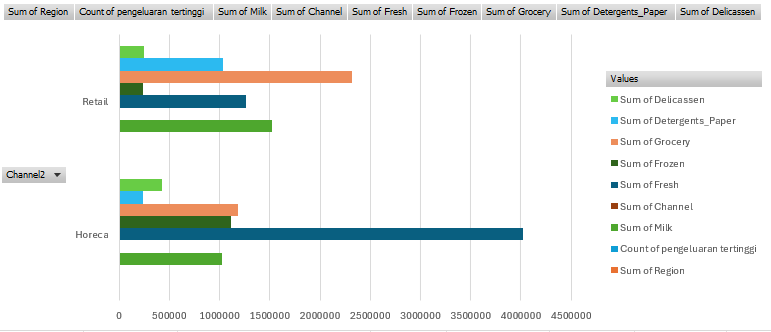 Sum of Region Count of pengeluaran tertinggi Sum of Milk Sum of Channel Sum of Fresh Sum of Frozen Sum of Grocery Sum of Detergents_Paper Sum of Delicassen
Retail
Channel2
Horeca
0 500000 1000000 1500000 2000000 2500000 3000000 3500000 4000000 4500000
Values
Sum of Delicassen
Sum of Detergents_Paper
Sum of Grocery
Sum of Frozen
Sum of Fresh
Sum of Channel
Sum of Milk
Count of pengeluaran tertinggi
Sum of Region